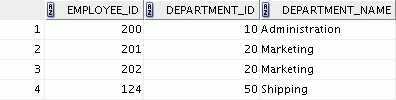 EMPLOYEE_ID DEPARTMENT_ID DEPARTMENT_NAME
1 200 10 Administration
2 201 20 Marketing
3 202 20 Marketing
4 124 50 Shipping